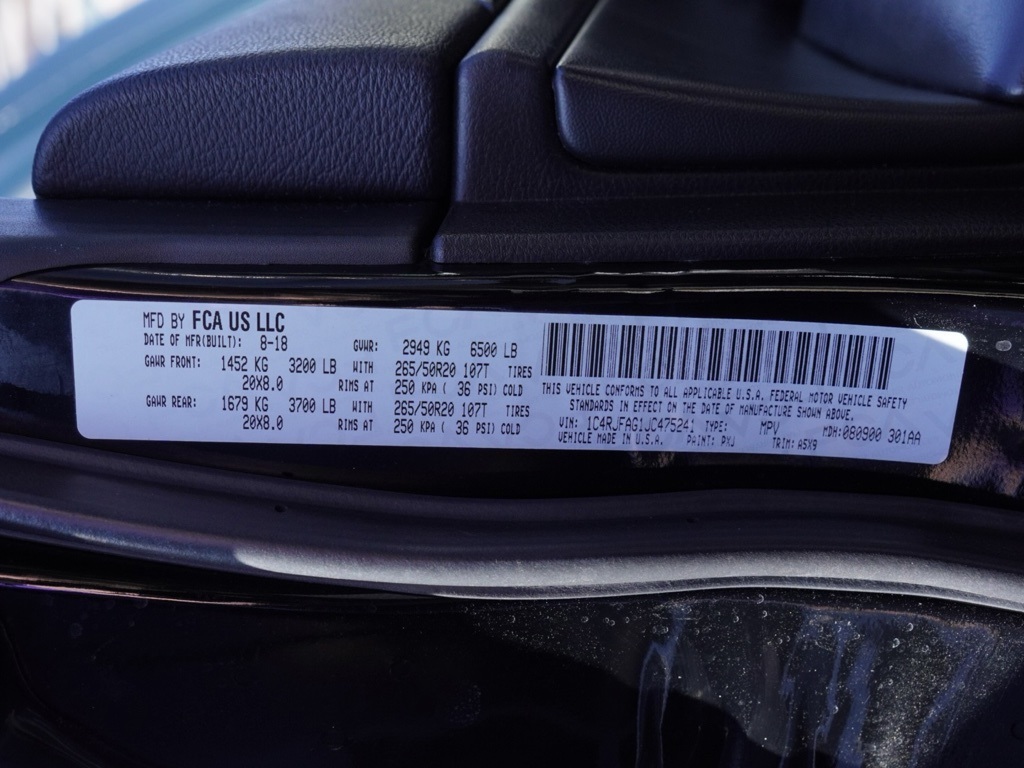 MFD BY FCA US LLC
DATE OF MFR(BUILT): 8-18 GVWR: 2949 KG 6500 LB
GAWR FRONT: 1452 KG 3200 LB WITH 265/50R20 107T TIRES
20X8.0 RIMS AT 250 KPA ( 36 PSI) COLD
GAWR REAR: 1679 KG 3700 LB WITH 265/50R20 107T TIRES
20X8.0 RIMS AT 250 KPA ( 36 PSI) COLD
THIS VEHICLE CONFORMS TO ALL APPLICABLE U.S.A. FEDERAL MOTOR VEHICLE SAFETY
STANDARDS IN EFFECT ON THE DATE OF MANUFACTURE SHOWN ABOVE.
VIN: 1C4RJFAG1JC475241 TYPE: MPV MDH: 080900 301AA
VEHICLE MADE IN U.S.A. PAINT: PXJ TRIM: A5X9